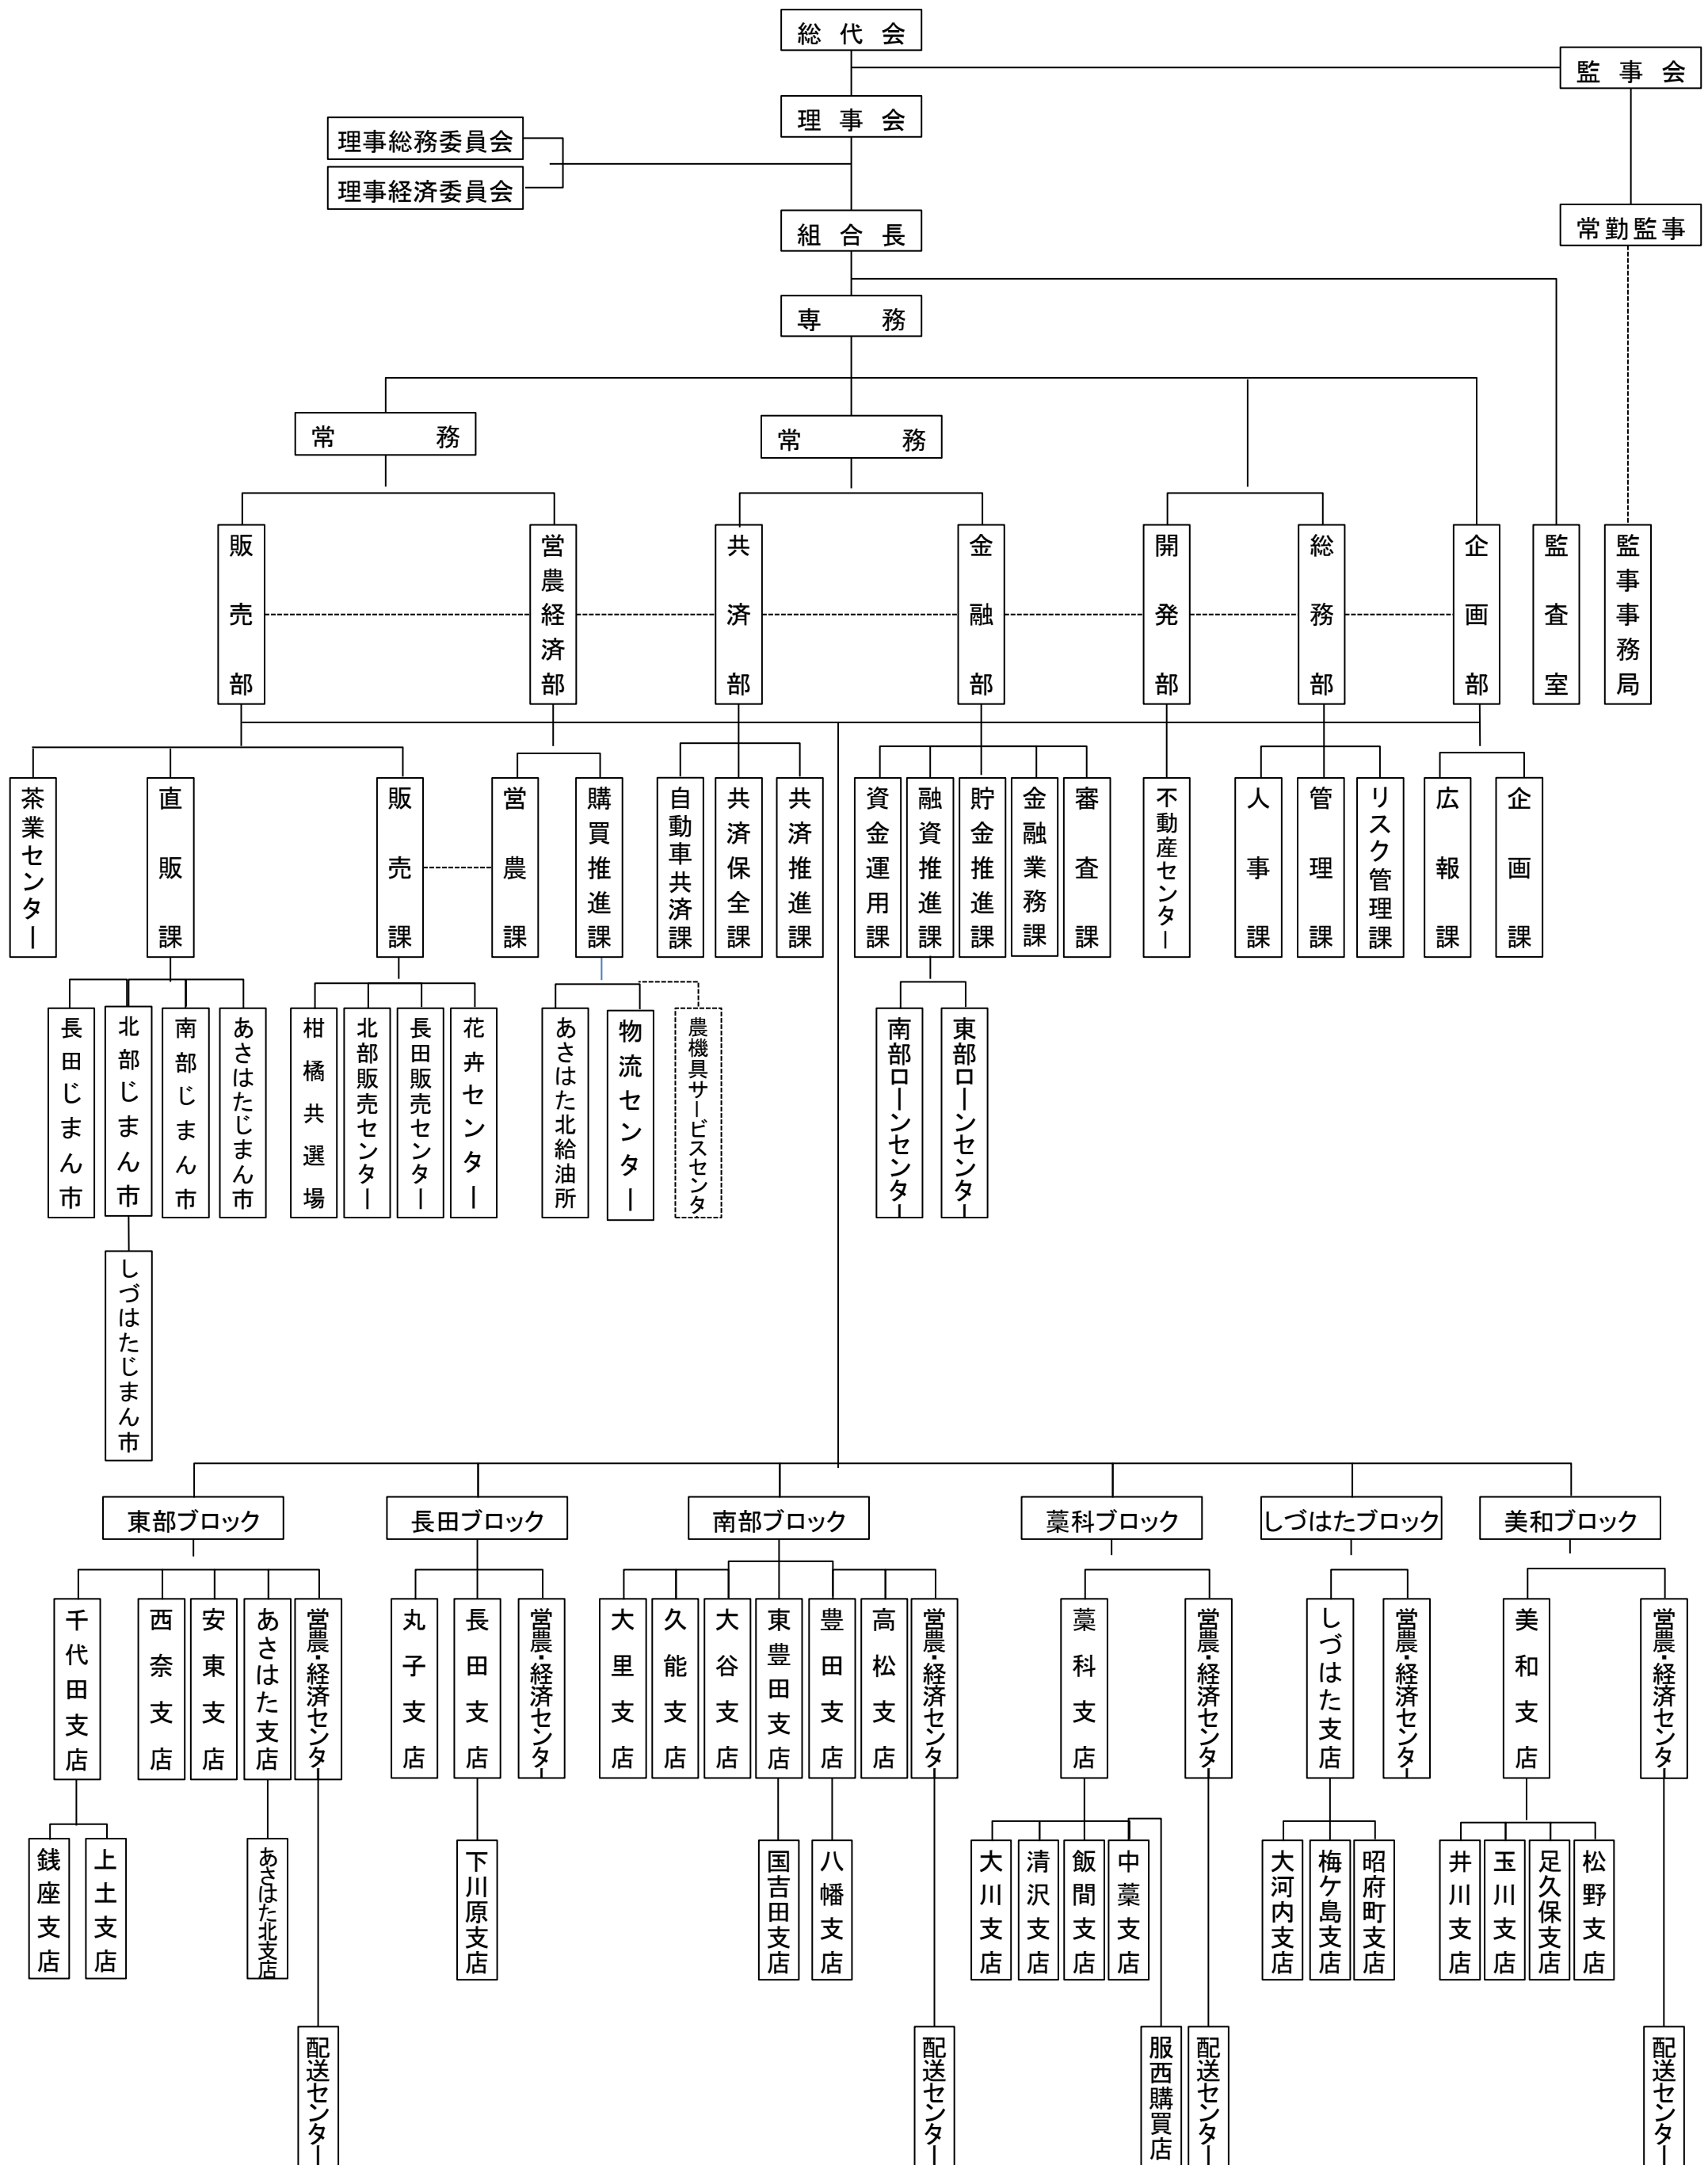 総代会
監事会
理事会
理事総務委員会
理事経済委員会
組合長
常勤監事
専務
常務
常務
販売部
営農経済部
共済部
金融部
開発部
総務部
企画部
監査室
監事事務局
茶業センター
直販課
販売課
営農課
購買推進課
自動車共済課
共済保全課
共済推進課
資金運用課
融資推進課
貯金推進課
金融業務課
審査課
不動産センター
人事課
管理課
リスク管理課
広報課
企画課
長田じまん市
北部じまん市
南部じまん市
あさはたじまん市
柑橘共選場
北部販売センター
長田販売センター
花卉センター
あさはた北給油所
物流センター
農機具サービスセンタ
南部ローンセンター
東部ローンセンター
しづはたじまん市
東部ブロック
長田ブロック
南部ブロック
藁科ブロック
しづはたブロック
美和ブロック
千代田支店
西奈支店
安東支店
あさはた支店
営農・経済センター
丸子支店
長田支店
営農・経済センター
大里支店
久能支店
大谷支店
東豊田支店
豊田支店
高松支店
営農・経済センター
藁科支店
営農・経済センター
しづはた支店
営農・経済センター
美和支店
営農・経済センター
銭座支店
上土支店
あさはた北支店
下川原支店
国吉田支店
八幡支店
大川支店
清沢支店
飯間支店
中藁支店
大河内支店
梅ケ島支店
昭府町支店
井川支店
玉川支店
足久保支店
松野支店
配送センター
配送センター
服西購買店
配送センター
配送センター